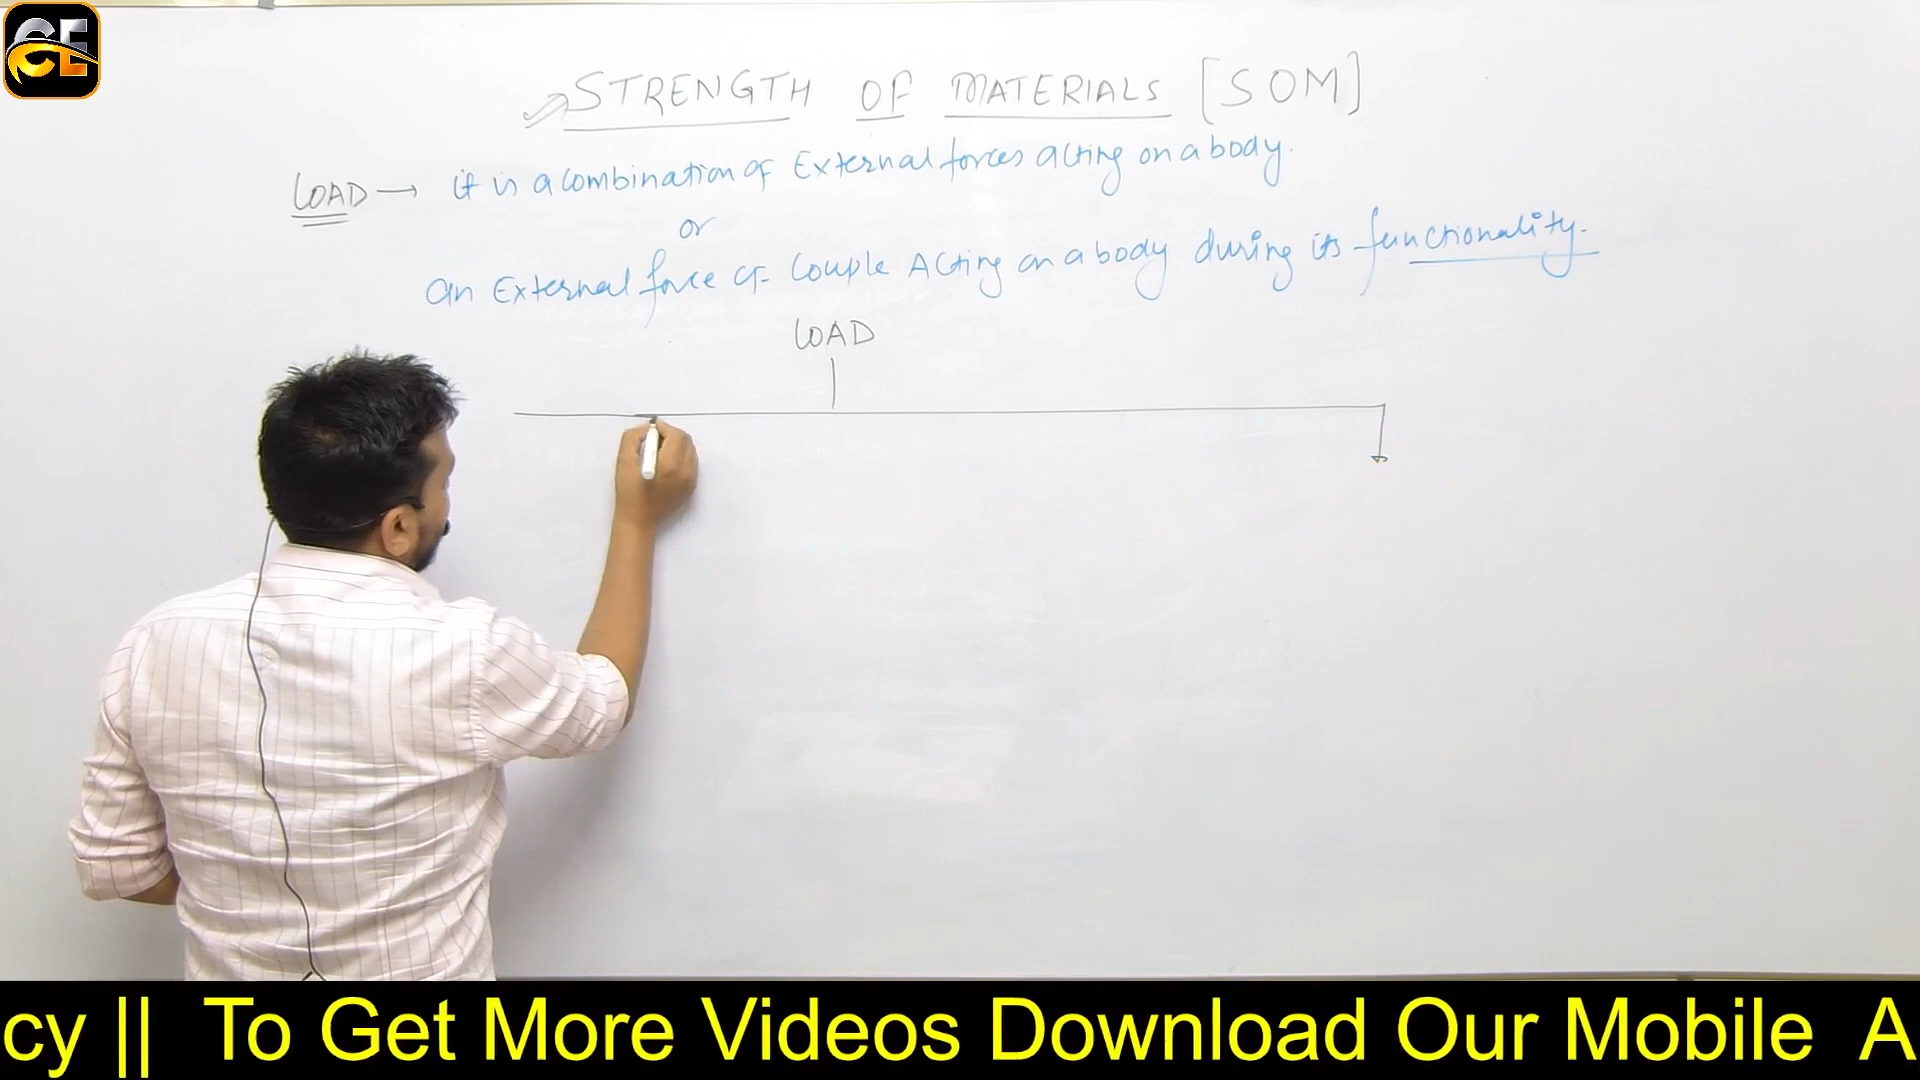 CE
STRENGTH OF MATERIALS [SOM]
LOAD → it is a combination of External forces acting on a body.
or
An External force or Couple Acting on a body during its functionality.
LOAD
cy || To Get More Videos Download Our Mobile A